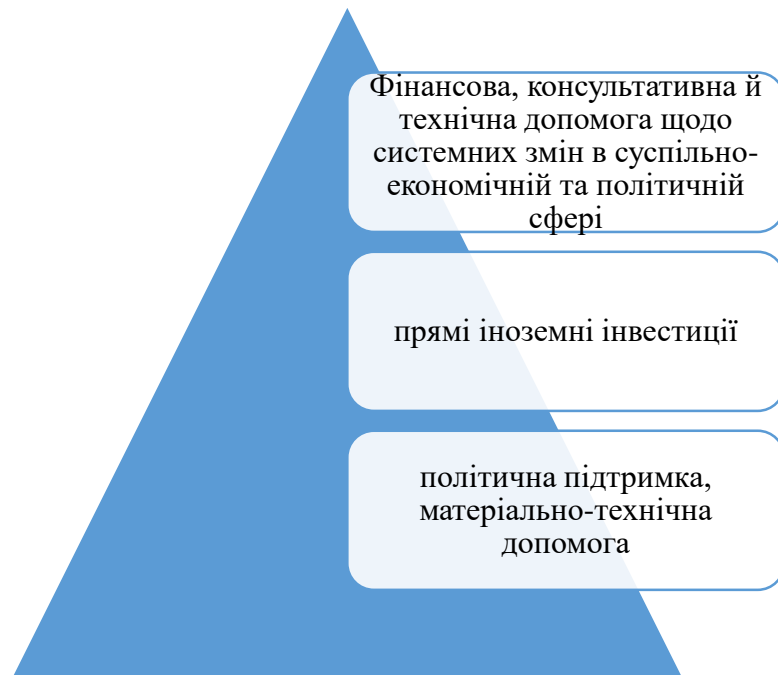 Фінансова, консультативна й
технічна допомога щодо
системних змін в суспільно-
економічній та політичній
сфері
прямі іноземні інвестиції
політична підтримка,
матеріально-технічна
допомога